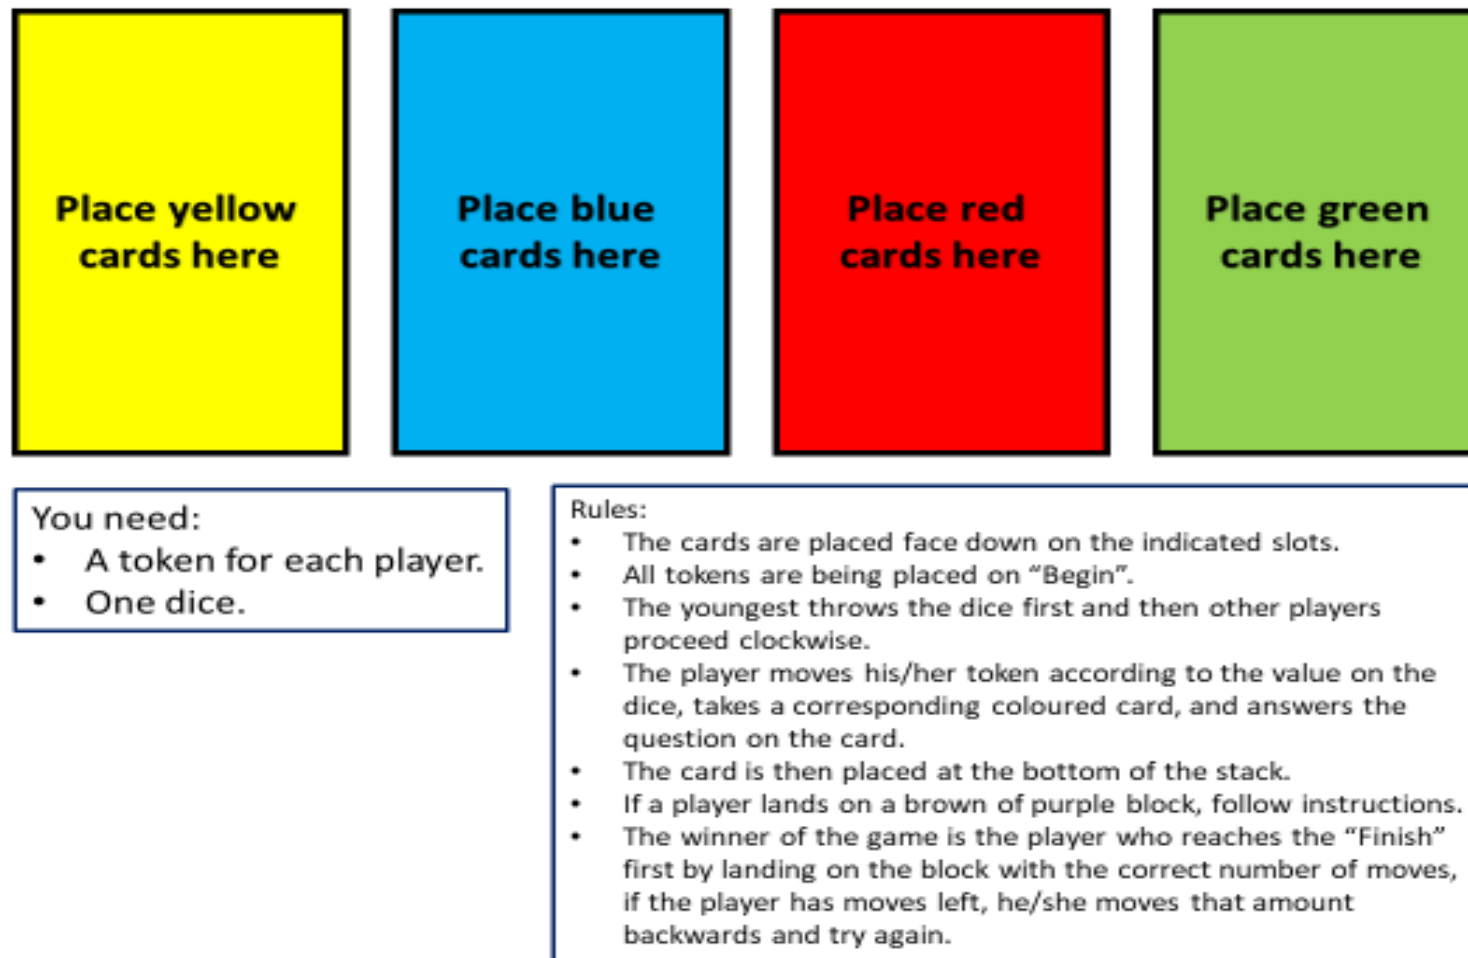 Place yellow
cards here
Place blue
cards here
Place red
cards here
Place green
cards here
You need:
• A token for each player.
• One dice.
Rules:
• The cards are placed face down on the indicated slots.
• All tokens are being placed on “Begin”.
• The youngest throws the dice first and then other players
proceed clockwise.
• The player moves his/her token according to the value on the
dice, takes a corresponding coloured card, and answers the
question on the card.
• The card is then placed at the bottom of the stack.
• If a player lands on a brown of purple block, follow instructions.
• The winner of the game is the player who reaches the “Finish”
first by landing on the block with the correct number of moves,
if the player has moves left, he/she moves that amount
backwards and try again.